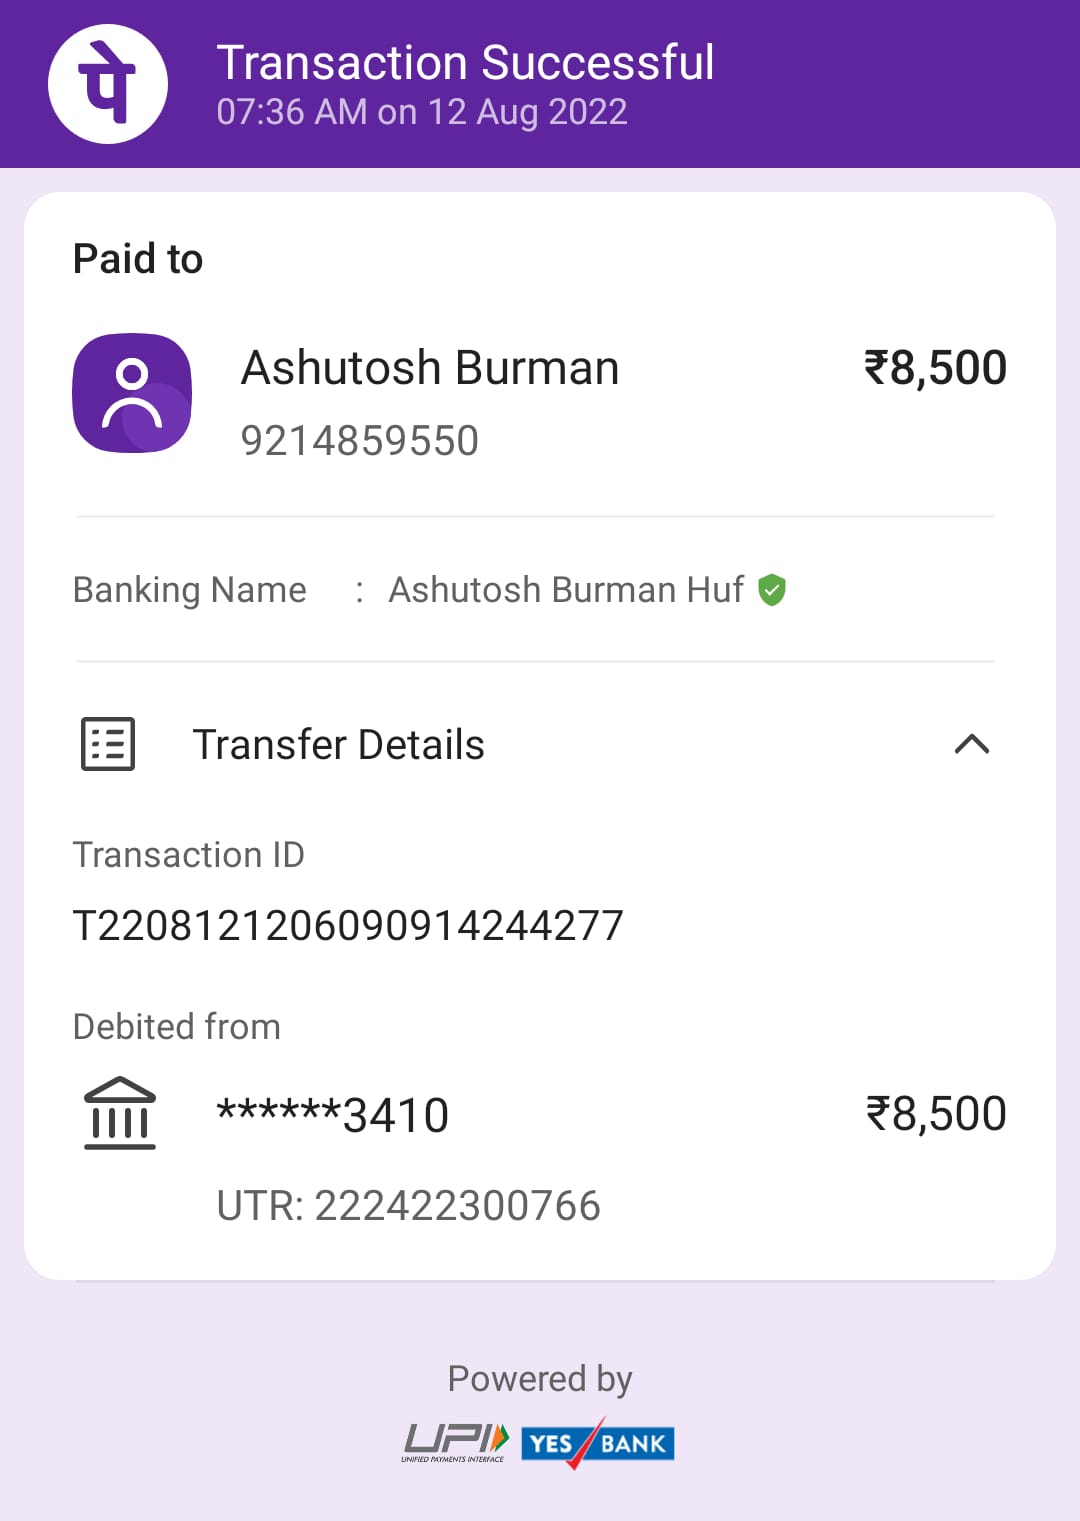 पे
Transaction Successful
07:36 AM on 12 Aug 2022
Paid to
Ashutosh Burman ₹8,500
9214859550
Banking Name : Ashutosh Burman Huf
Transfer Details
Transaction ID
T2208121206090914244277
Debited from
******3410 ₹8,500
UTR: 222422300766
Powered by
UPI YES BANK
UNIFIED PAYMENTS INTERFACE